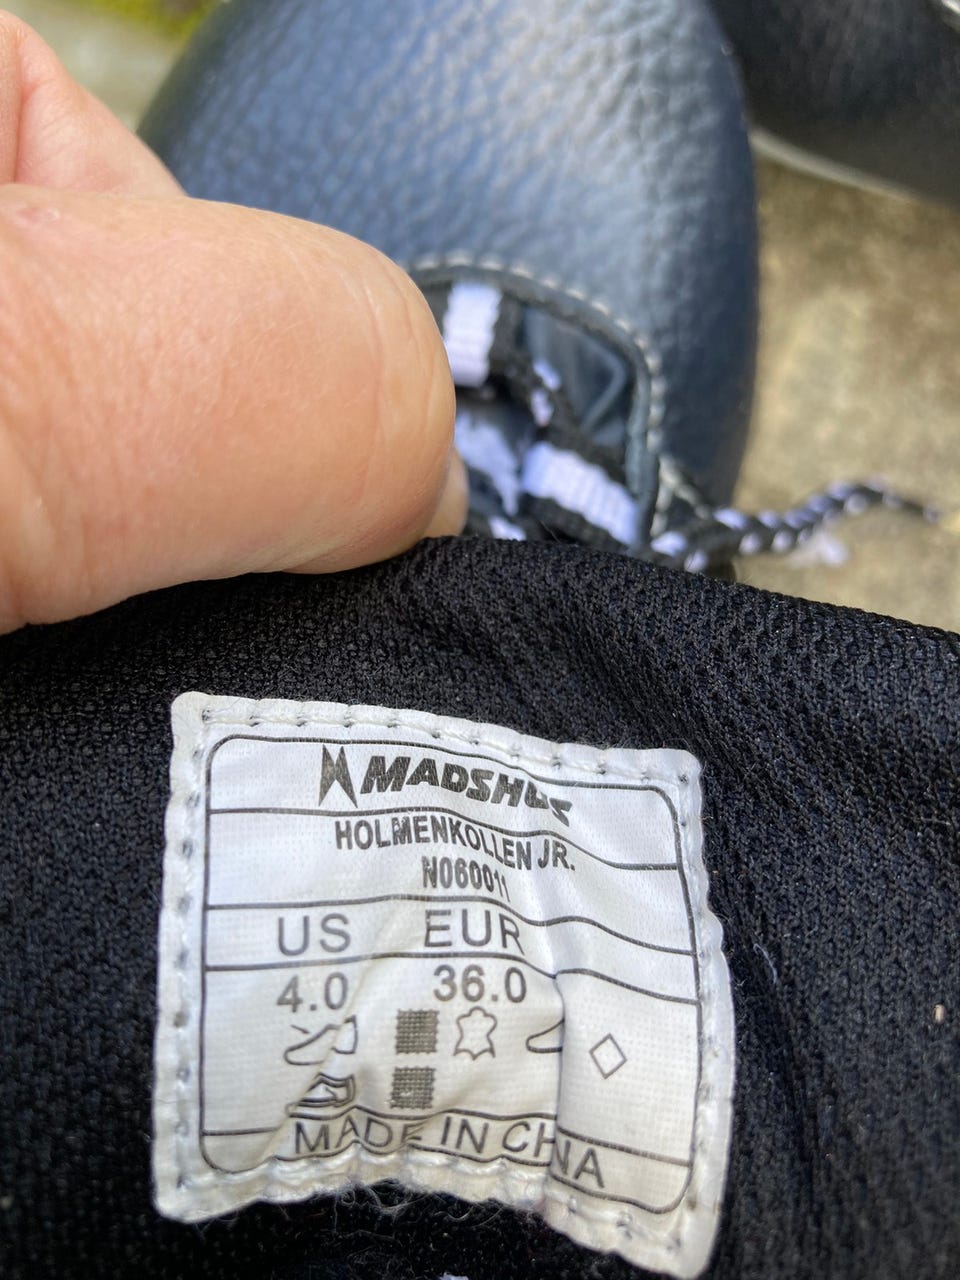 MADSHUS
HOLMENKOLLEN JR.
N060011
US EUR
4.0 36.0
MADE IN CHINA